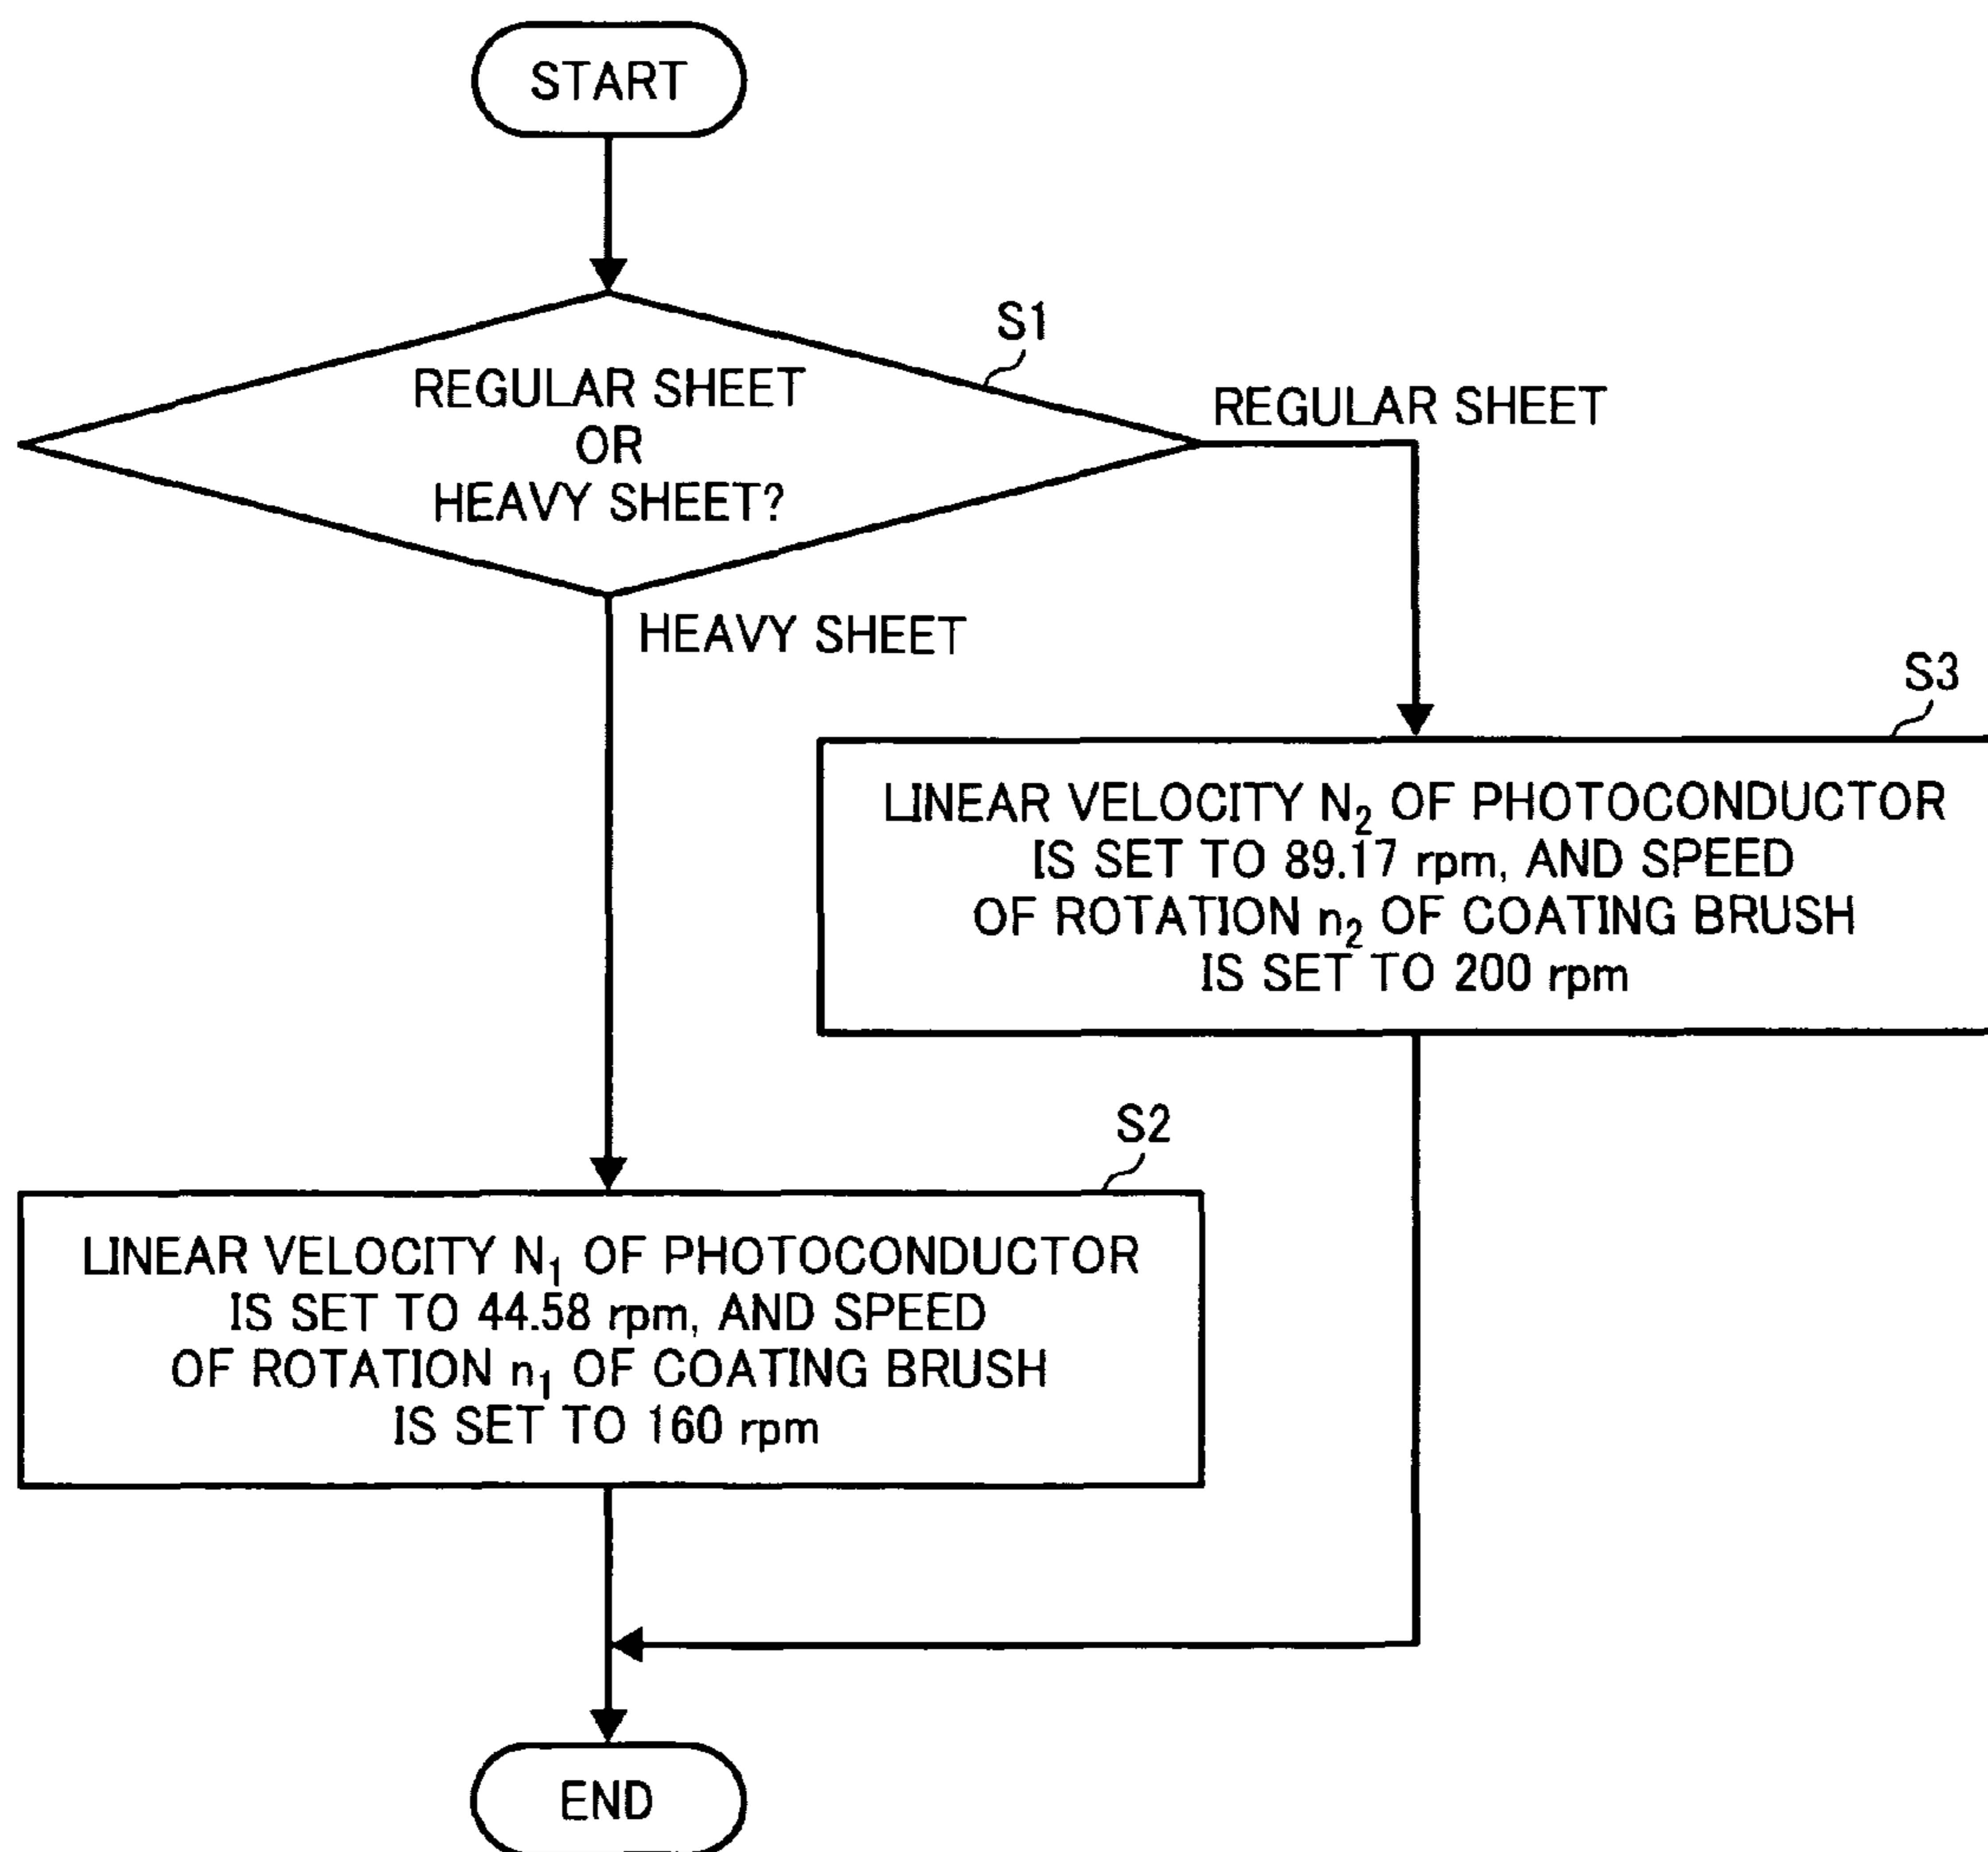 START
S1
REGULAR SHEET
OR
HEAVY SHEET?
REGULAR SHEET
HEAVY SHEET
S3
LINEAR VELOCITY N₂ OF PHOTOCONDUCTOR
IS SET TO 89.17 rpm, AND SPEED
OF ROTATION n₂ OF COATING BRUSH
IS SET TO 200 rpm
S2
LINEAR VELOCITY N₁ OF PHOTOCONDUCTOR
IS SET TO 44.58 rpm, AND SPEED
OF ROTATION n₁ OF COATING BRUSH
IS SET TO 160 rpm
END